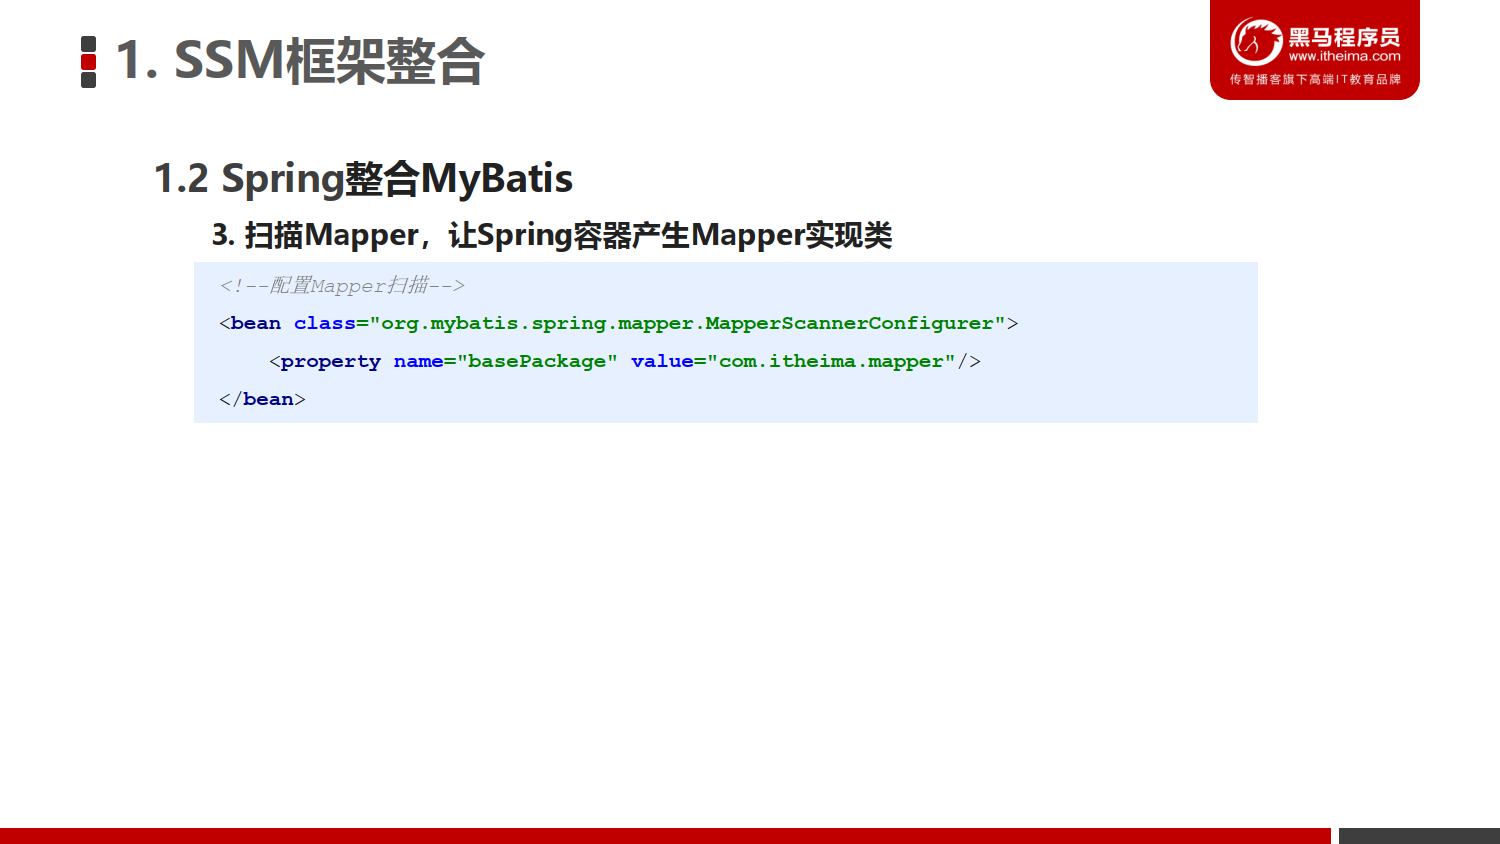 1. SSM框架整合
黑马程序员
www.itheima.com
传智播客旗下高端IT教育品牌
1.2 Spring整合MyBatis
3. 扫描Mapper，让Spring容器产生Mapper实现类
<!--配置Mapper扫描-->
<bean class="org.mybatis.spring.mapper.MapperScannerConfigurer">
    <property name="basePackage" value="com.itheima.mapper"/>
</bean>